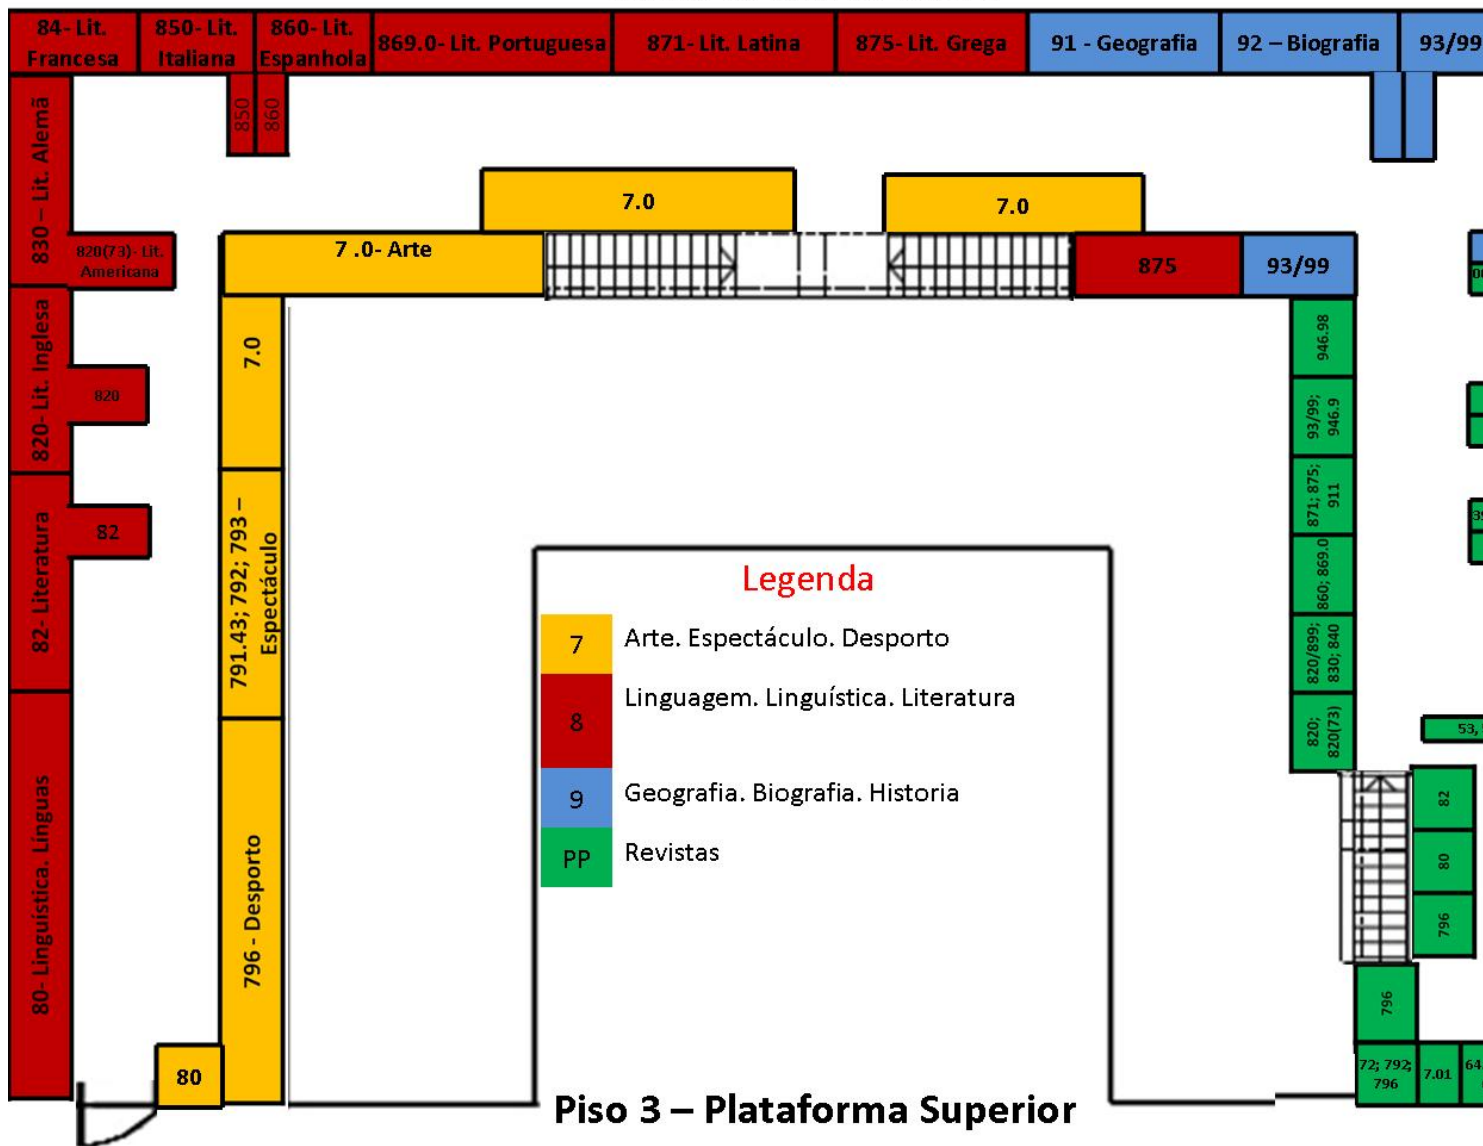 84- Lit.
Francesa
850- Lit.
Italiana
860- Lit.
Espanhola
869.0- Lit. Portuguesa
871- Lit. Latina
875- Lit. Grega
91 - Geografia
92 – Biografia
93/99
850
860
830 – Lit. Alemã
820(73)- Lit.
Americana
820- Lit. Inglesa
820
82- Literatura
82
80- Linguística. Línguas
7.0
7.0
7 .0- Arte
875
93/99
7.0
791.43; 792; 793 –
Espectáculo
796 - Desporto
80
946.98
93/99;
946.9
871; 875;
911
860; 869.0
820/899;
830; 840
820;
820(73)
Legenda
7 Arte. Espectáculo. Desporto
8 Linguagem. Linguística. Literatura
9 Geografia. Biografia. Historia
PP Revistas
53,
82
80
796
796
72; 792;
796
7.01
64
Piso 3 – Plataforma Superior